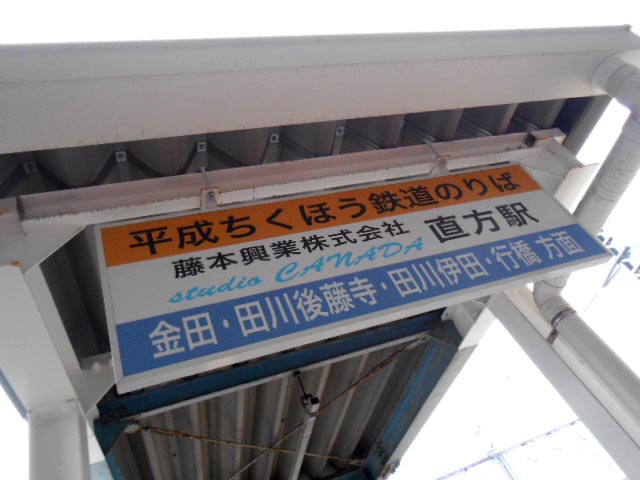 平成ちくほう鉄道のりば
藤本興業株式会社 直方駅
studio CANADA
金田・田川後藤寺・田川伊田・行橋 方面